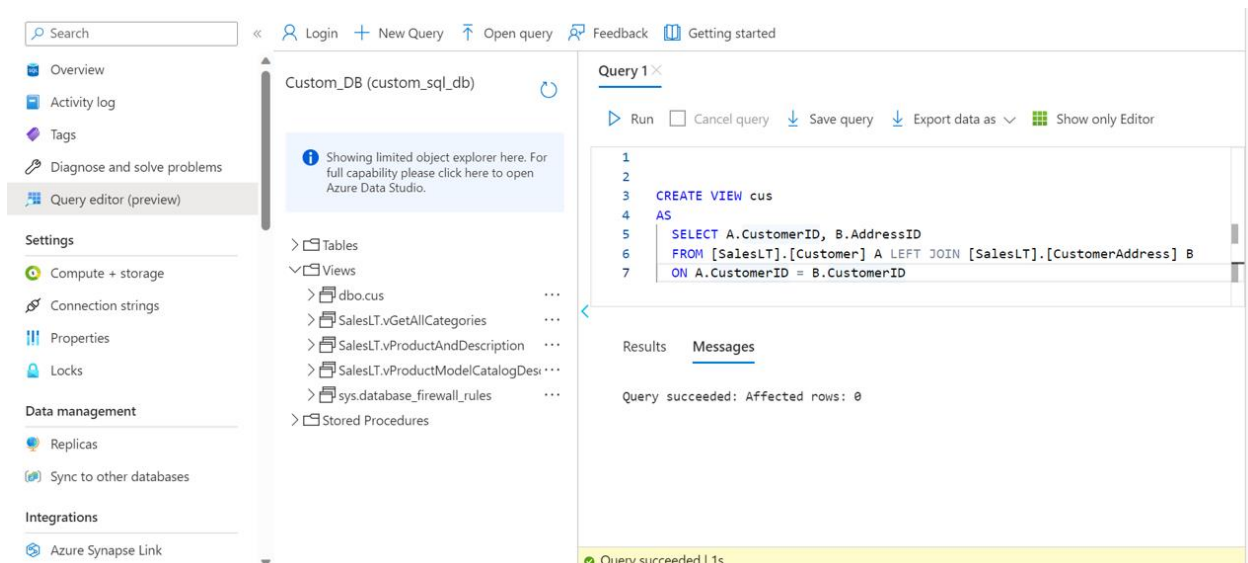 Search
«
Login
New Query
Open query
Feedback
Getting started
Overview
Activity log
Tags
Diagnose and solve problems
Query editor (preview)
Settings
Compute + storage
Connection strings
Properties
Locks
Data management
Replicas
Sync to other databases
Integrations
Azure Synapse Link
Custom_DB (custom_sql_db)
Showing limited object explorer here. For
full capability please click here to open
Azure Data Studio.
Tables
Views
dbo.cus ...
SalesLT.vGetAllCategories ...
SalesLT.vProductAndDescription ...
SalesLT.vProductModelCatalogDes ...
sys.database_firewall_rules ...
Stored Procedures
Query 1
Run
Cancel query
Save query
Export data as
Show only Editor
1
2
3 CREATE VIEW cus
4 AS
5 SELECT A.CustomerID, B.AddressID
6 FROM [SalesLT].[Customer] A LEFT JOIN [SalesLT].[CustomerAddress] B
7 ON A.CustomerID = B.CustomerID
Results
Messages
Query succeeded: Affected rows: 0
Query succeeded | 1s